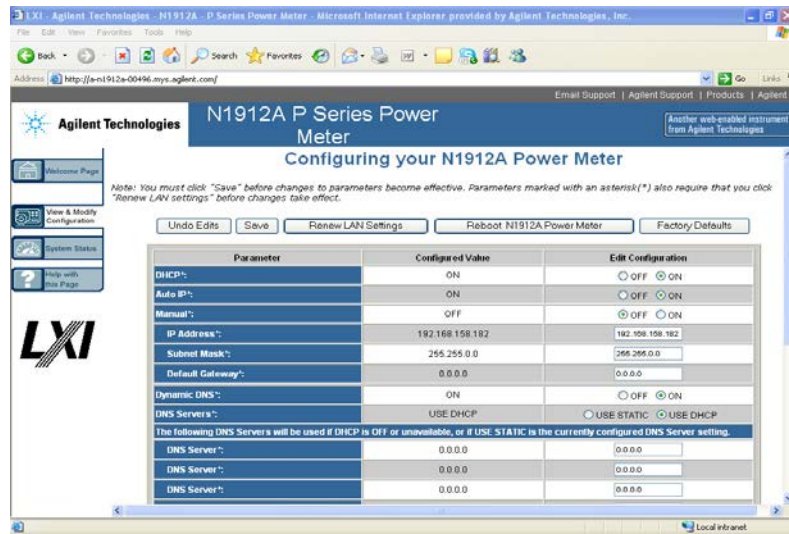 LXI - Agilent Technologies - N1912A - P Series Power Meter - Microsoft Internet Explorer provided by Agilent Technologies, Inc.
File Edit View Favorites Tools Help
Back Search Favorites
Address http://a-n1912a-00496.mys.agilent.com/ Go Links
Email Support | Agilent Support | Products | Agilent
Agilent Technologies
N1912A P Series Power Meter
Another web-enabled instrument
from Agilent Technologies
Welcome Page
View & Modify
Configuration
System Status
Help with
this Page
LXI
Configuring your N1912A Power Meter
Note: You must click "Save" before changes to parameters become effective. Parameters marked with an asterisk(*) also require that you click
"Renew LAN settings" before changes take effect.
Undo Edits Save Renew LAN Settings Reboot N1912A Power Meter Factory Defaults
Parameter Configured Value Edit Configuration
DHCP*: ON OFF ON
Auto IP*: ON OFF ON
Manual*: OFF OFF ON
IP Address*: 192.168.158.182 192.168.158.182
Subnet Mask*: 255.255.0.0 255.255.0.0
Default Gateway*: 0.0.0.0 0.0.0.0
Dynamic DNS*: ON OFF ON
DNS Servers*: USE DHCP USE STATIC USE DHCP
The following DNS Servers will be used if DHCP is OFF or unavailable, or if USE STATIC is the currently configured DNS Server setting.
DNS Server*: 0.0.0.0 0.0.0.0
DNS Server*: 0.0.0.0 0.0.0.0
DNS Server*: 0.0.0.0 0.0.0.0
Local intranet